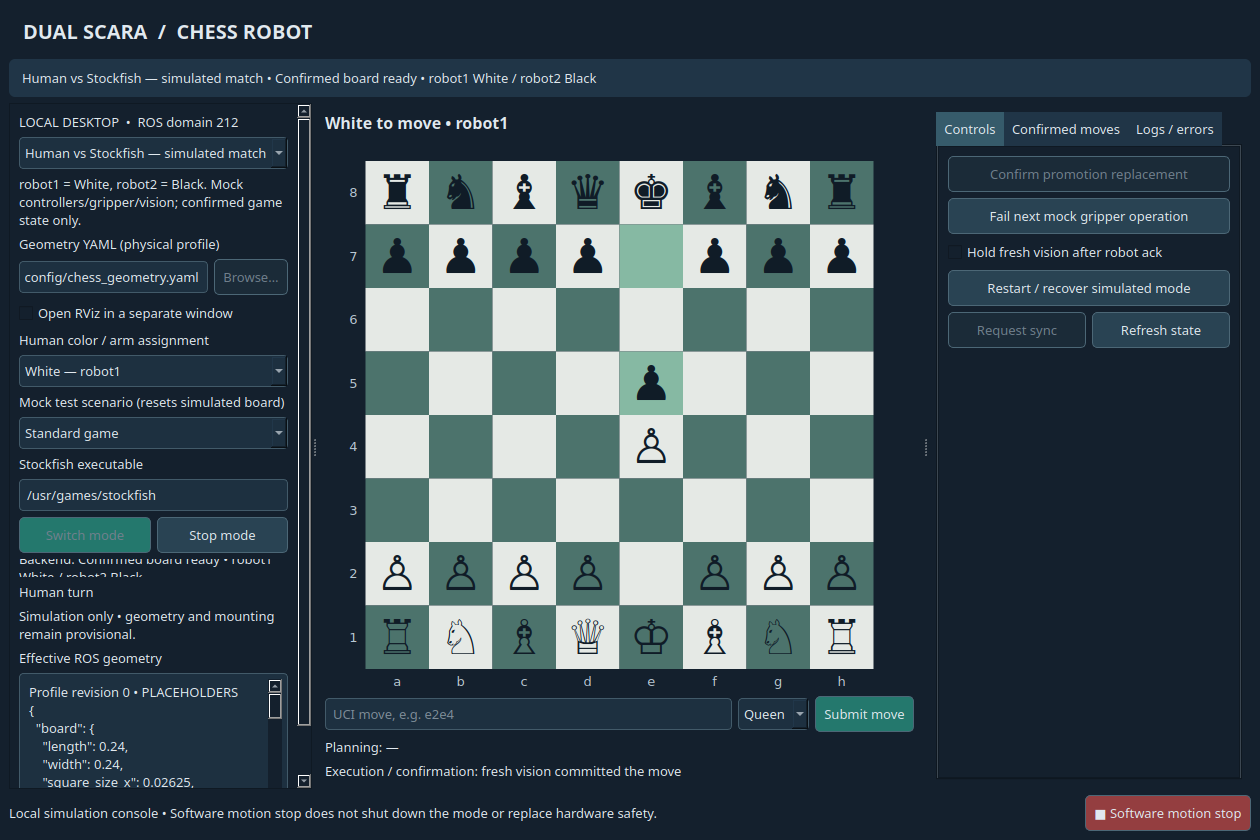 DUAL SCARA / CHESS ROBOT
Human vs Stockfish — simulated match • Confirmed board ready • robot1 White / robot2 Black
LOCAL DESKTOP • ROS domain 212
Human vs Stockfish — simulated match
robot1 = White, robot2 = Black. Mock
controllers/gripper/vision; confirmed game
state only.
Geometry YAML (physical profile)
config/chess_geometry.yaml
Browse...
Open RViz in a separate window
Human color / arm assignment
White — robot1
Mock test scenario (resets simulated board)
Standard game
Stockfish executable
/usr/games/stockfish
Switch mode
Stop mode
Backend: Confirmed board ready • robot1
White / robot2 Black
Human turn
Simulation only • geometry and mounting
remain provisional.
Effective ROS geometry
Profile revision 0 • PLACEHOLDERS
{
"board": {
"length": 0.24,
"width": 0.24,
"square_size_x": 0.02625,
White to move • robot1
8
7
6
5
4
3
2
1
a b c d e f g h
UCI move, e.g. e2e4
Queen
Submit move
Planning: —
Execution / confirmation: fresh vision committed the move
Controls
Confirmed moves
Logs / errors
Confirm promotion replacement
Fail next mock gripper operation
Hold fresh vision after robot ack
Restart / recover simulated mode
Request sync
Refresh state
Local simulation console • Software motion stop does not shut down the mode or replace hardware safety.
Software motion stop